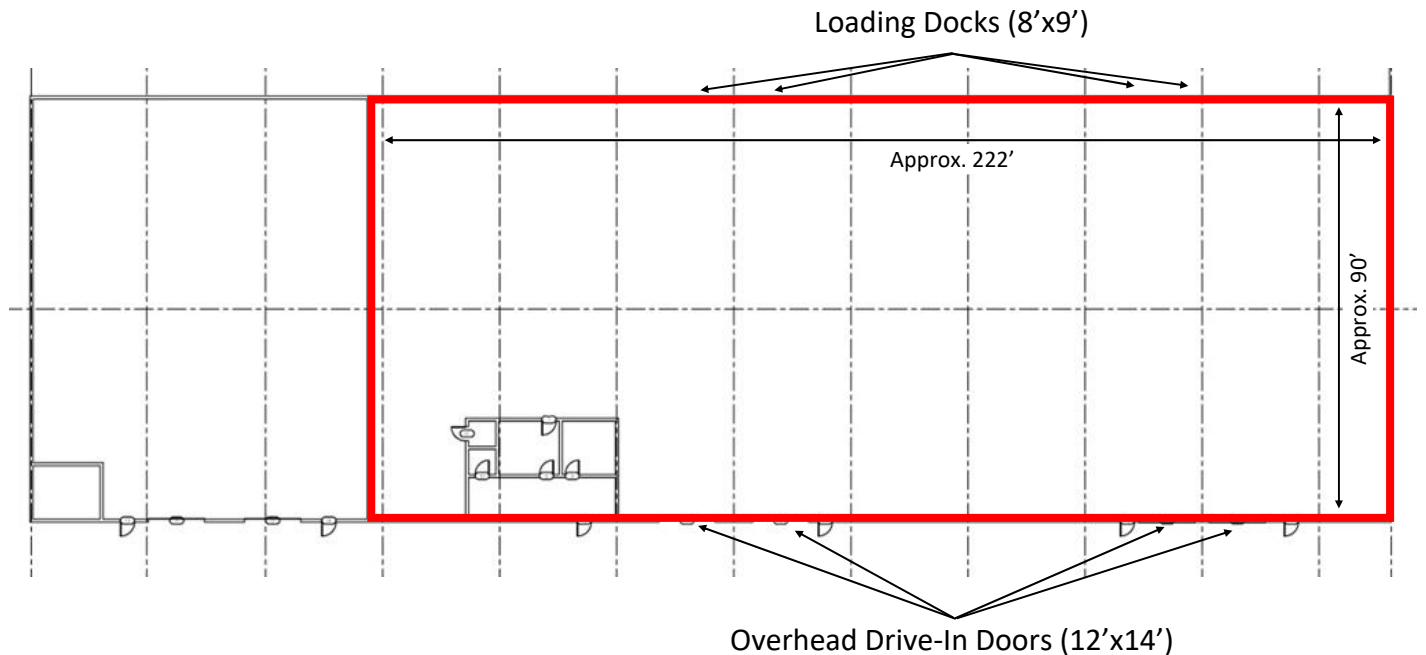 Loading Docks (8’x9’)
Approx. 222’
Approx. 90’
Overhead Drive-In Doors (12’x14’)